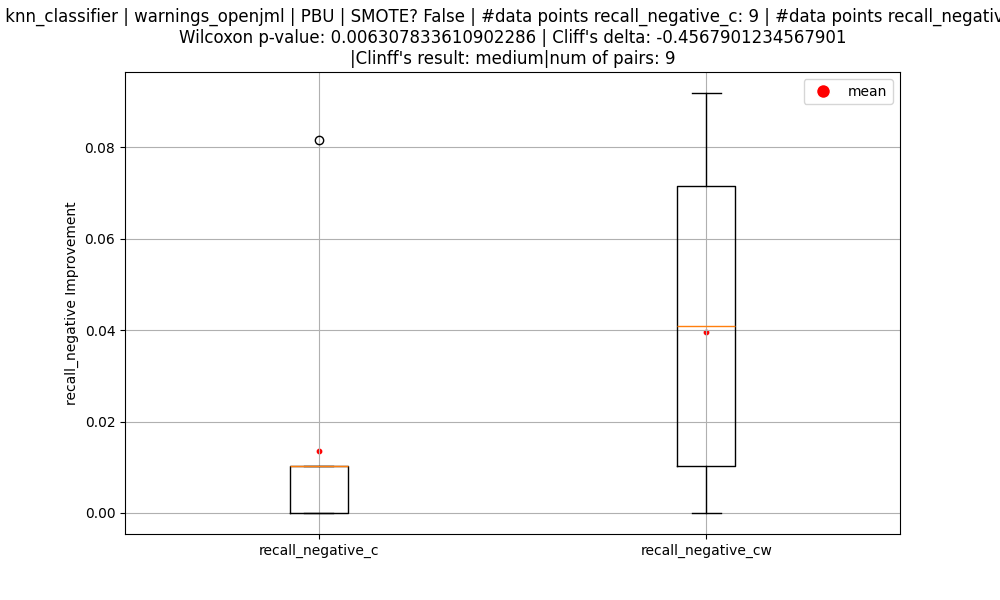 knn_classifier | warnings_openjml | PBU | SMOTE? False | #data points recall_negative_c: 9 | #data points
Wilcoxon p-value: 0.006307833610902286 | Cliff's delta: -0.4567901234567901
|Clinff's result: medium|num of pairs: 9
mean
0.08
0.06
0.04
0.02
0.00
recall_negative Improvement
recall_negative_c
recall_negative_cw